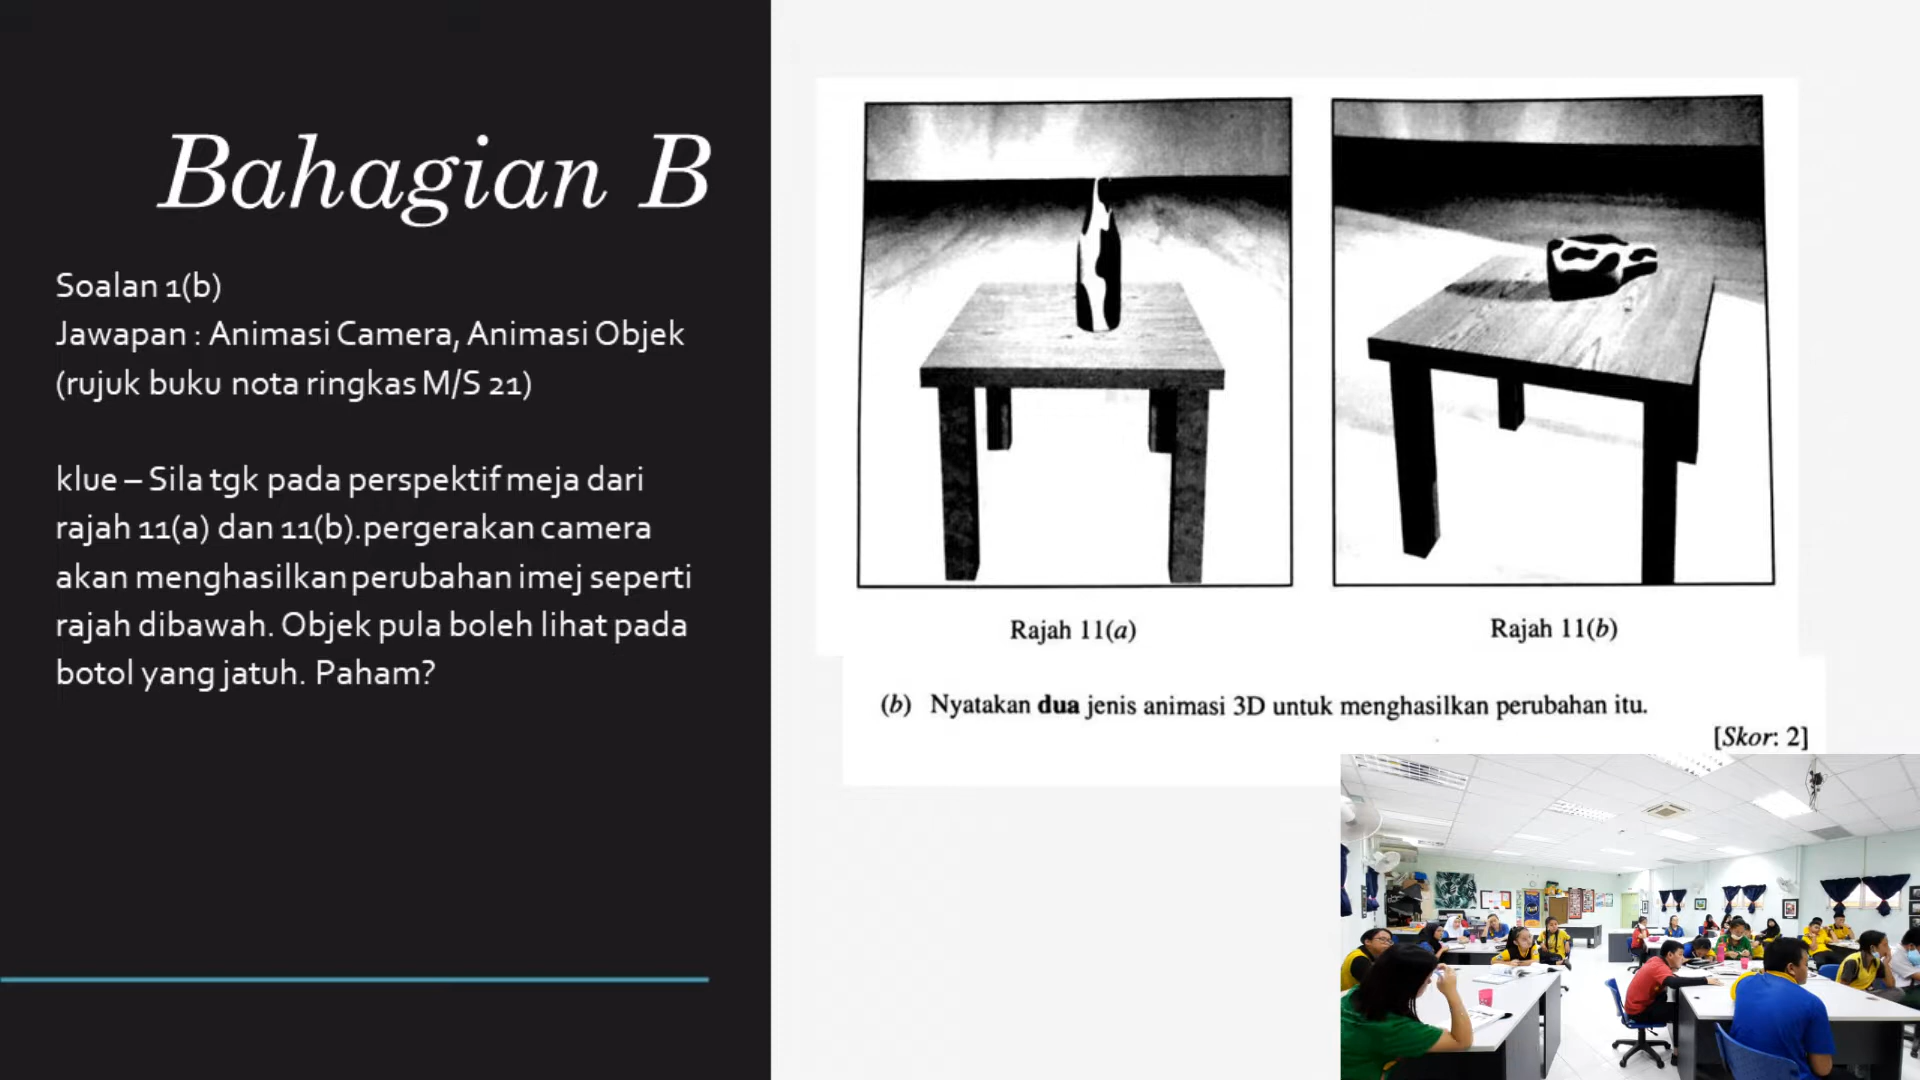 Bahagian B
Soalan 1(b)
Jawapan : Animasi Camera, Animasi Objek
(rujuk buku nota ringkas M/S 21)
klue – Sila tgk pada perspektif meja dari
rajah 11(a) dan 11(b).pergerakan camera
akan menghasilkan perubahan imej seperti
rajah dibawah. Objek pula boleh lihat pada
botol yang jatuh. Paham?
Rajah 11(a)
Rajah 11(b)
(b) Nyatakan dua jenis animasi 3D untuk menghasilkan perubahan itu.
[Skor: 2]